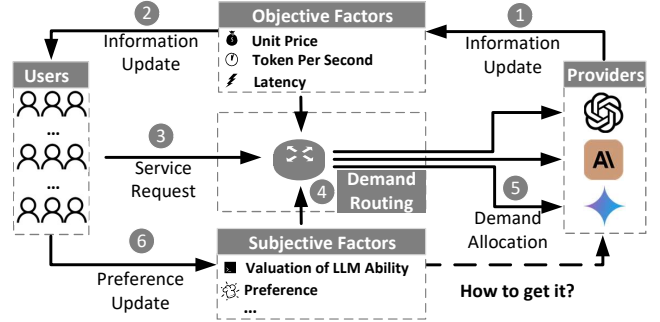 2
Objective Factors
1
Information
Update
Unit Price
Token Per Second
Latency
Information
Update
Users
Providers
...
...
3
Service
Request
4
Demand
Routing
A\
5
Demand
Allocation
6
Preference
Update
Subjective Factors
Valuation of LLM Ability
Preference
...
How to get it?